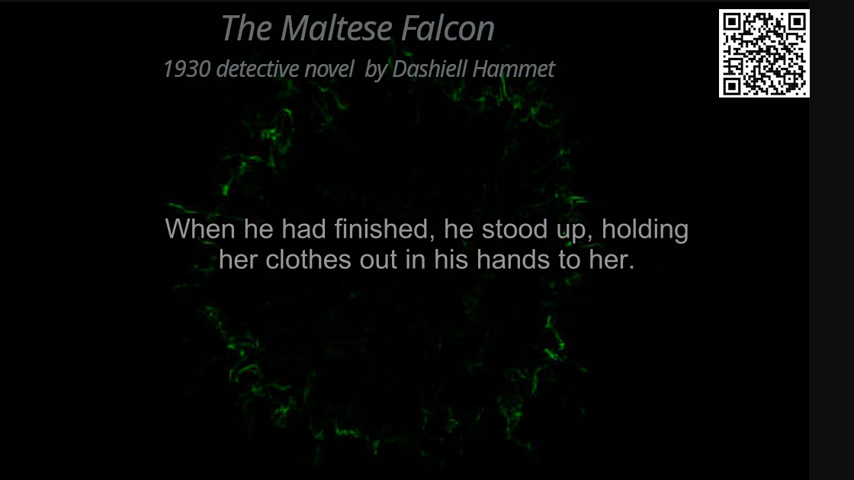 The Maltese Falcon
1930 detective novel by Dashiell Hammet
When he had finished, he stood up, holding
her clothes out in his hands to her.